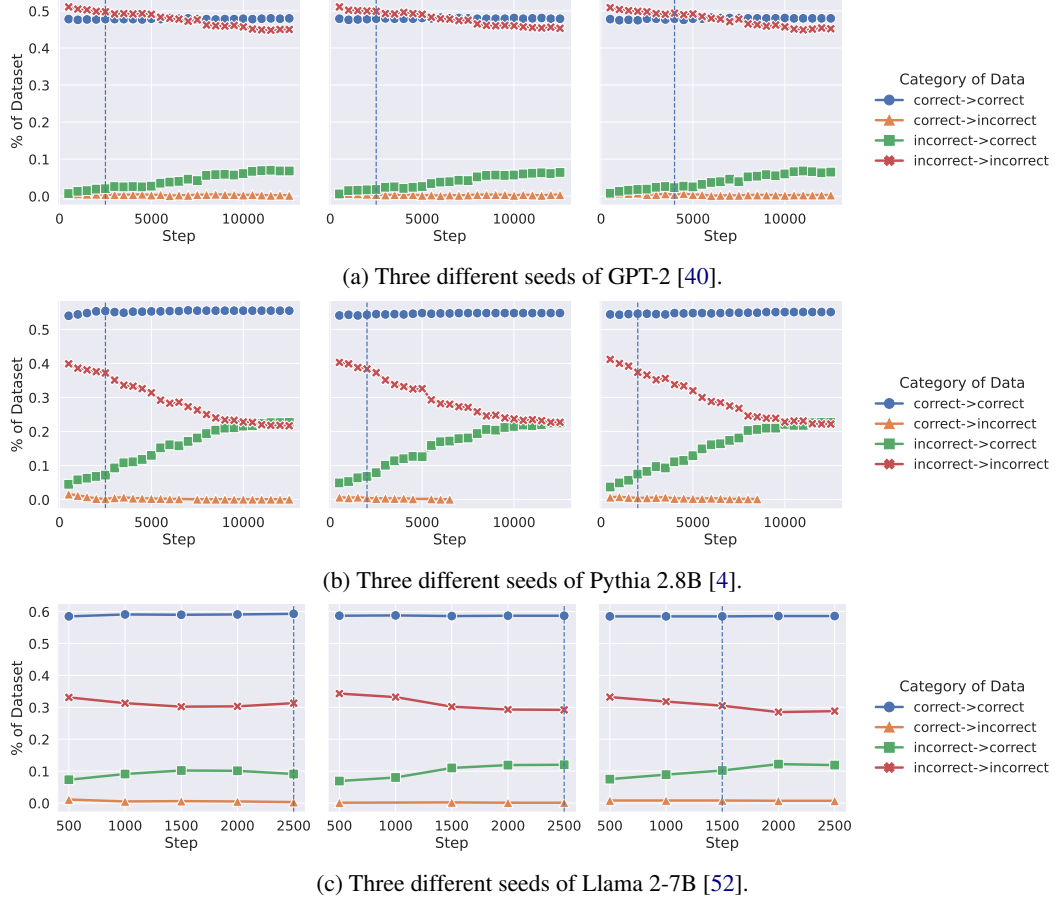 0.5
0.4
0.3
0.2
0.1
0.0
% of Dataset
0 5000 10000
Step
0 5000 10000
Step
0 5000 10000
Step
Category of Data
correct->correct
correct->incorrect
incorrect->correct
incorrect->incorrect
(a) Three different seeds of GPT-2 [40].
0.5
0.4
0.3
0.2
0.1
0.0
% of Dataset
0 5000 10000
Step
0 5000 10000
Step
0 5000 10000
Step
Category of Data
correct->correct
correct->incorrect
incorrect->correct
incorrect->incorrect
(b) Three different seeds of Pythia 2.8B [4].
0.6
0.5
0.4
0.3
0.2
0.1
0.0
% of Dataset
500 1000 1500 2000 2500
Step
500 1000 1500 2000 2500
Step
500 1000 1500 2000 2500
Step
Category of Data
correct->correct
correct->incorrect
incorrect->correct
incorrect->incorrect
(c) Three different seeds of Llama 2-7B [52].